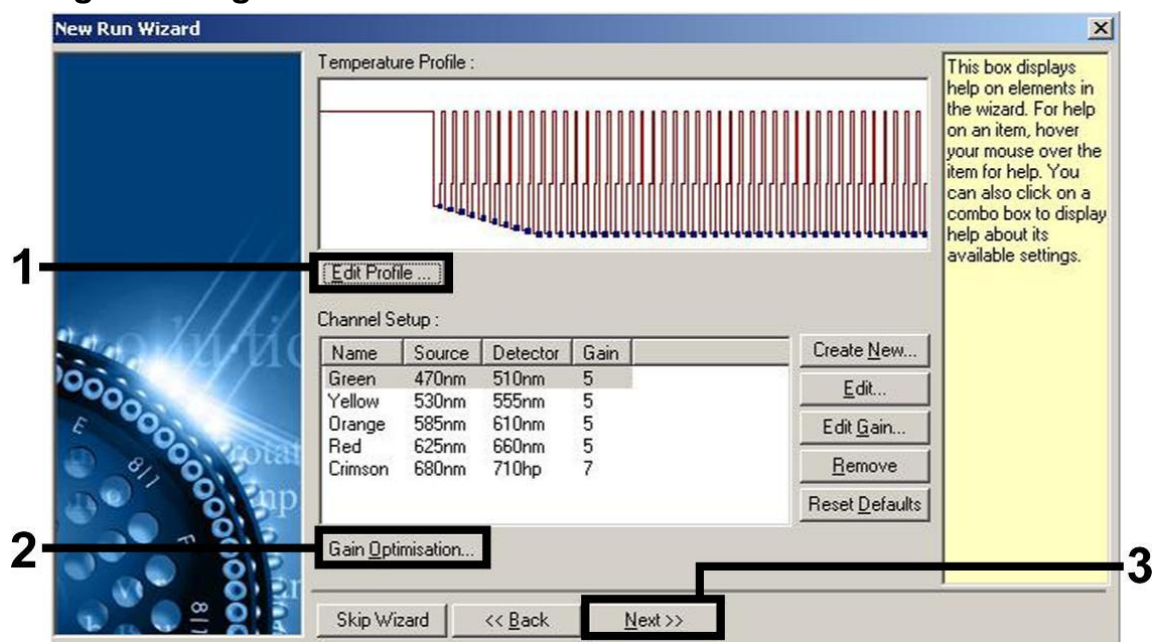 New Run Wizard
Temperature Profile :
This box displays
help on elements in
the wizard. For help
on an item, hover
your mouse over the
item for help. You
can also click on a
combo box to display
help about its
available settings.
1
Edit Profile ...
Channel Setup :
Name Source Detector Gain
Green 470nm 510nm 5
Yellow 530nm 555nm 5
Orange 585nm 610nm 5
Red 625nm 660nm 5
Crimson 680nm 710hp 7
Create New...
Edit...
Edit Gain...
Remove
Reset Defaults
2
Gain Optimisation...
3
Skip Wizard << Back Next >>